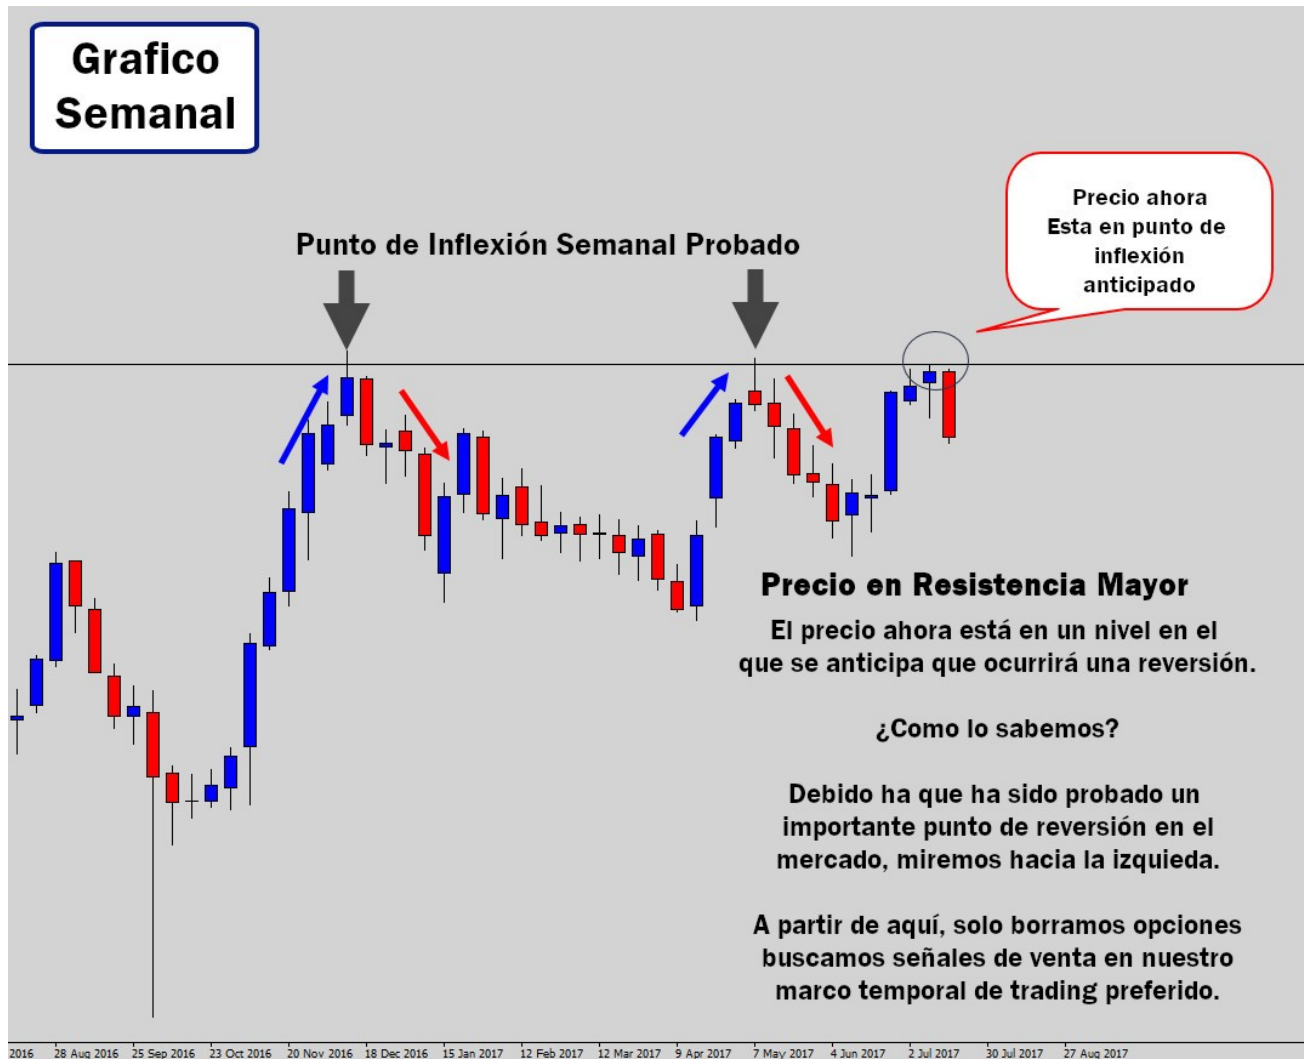 Grafico
Semanal
Precio ahora
Esta en punto de
inflexión
anticipado
Punto de Inflexión Semanal Probado
Precio en Resistencia Mayor
El precio ahora está en un nivel en el
que se anticipa que ocurrirá una reversión.
¿Como lo sabemos?
Debido ha que ha sido probado un
importante punto de reversión en el
mercado, miremos hacia la izquieda.
A partir de aquí, solo borramos opciones
buscamos señales de venta en nuestro
marco temporal de trading preferido.
2016 28 Aug 2016 25 Sep 2016 23 Oct 2016 20 Nov 2016 18 Dec 2016 15 Jan 2017 12 Feb 2017 12 Mar 2017 9 Apr 2017 7 May 2017 4 Jun 2017 2 Jul 2017 30 Jul 2017 27 Aug 2017